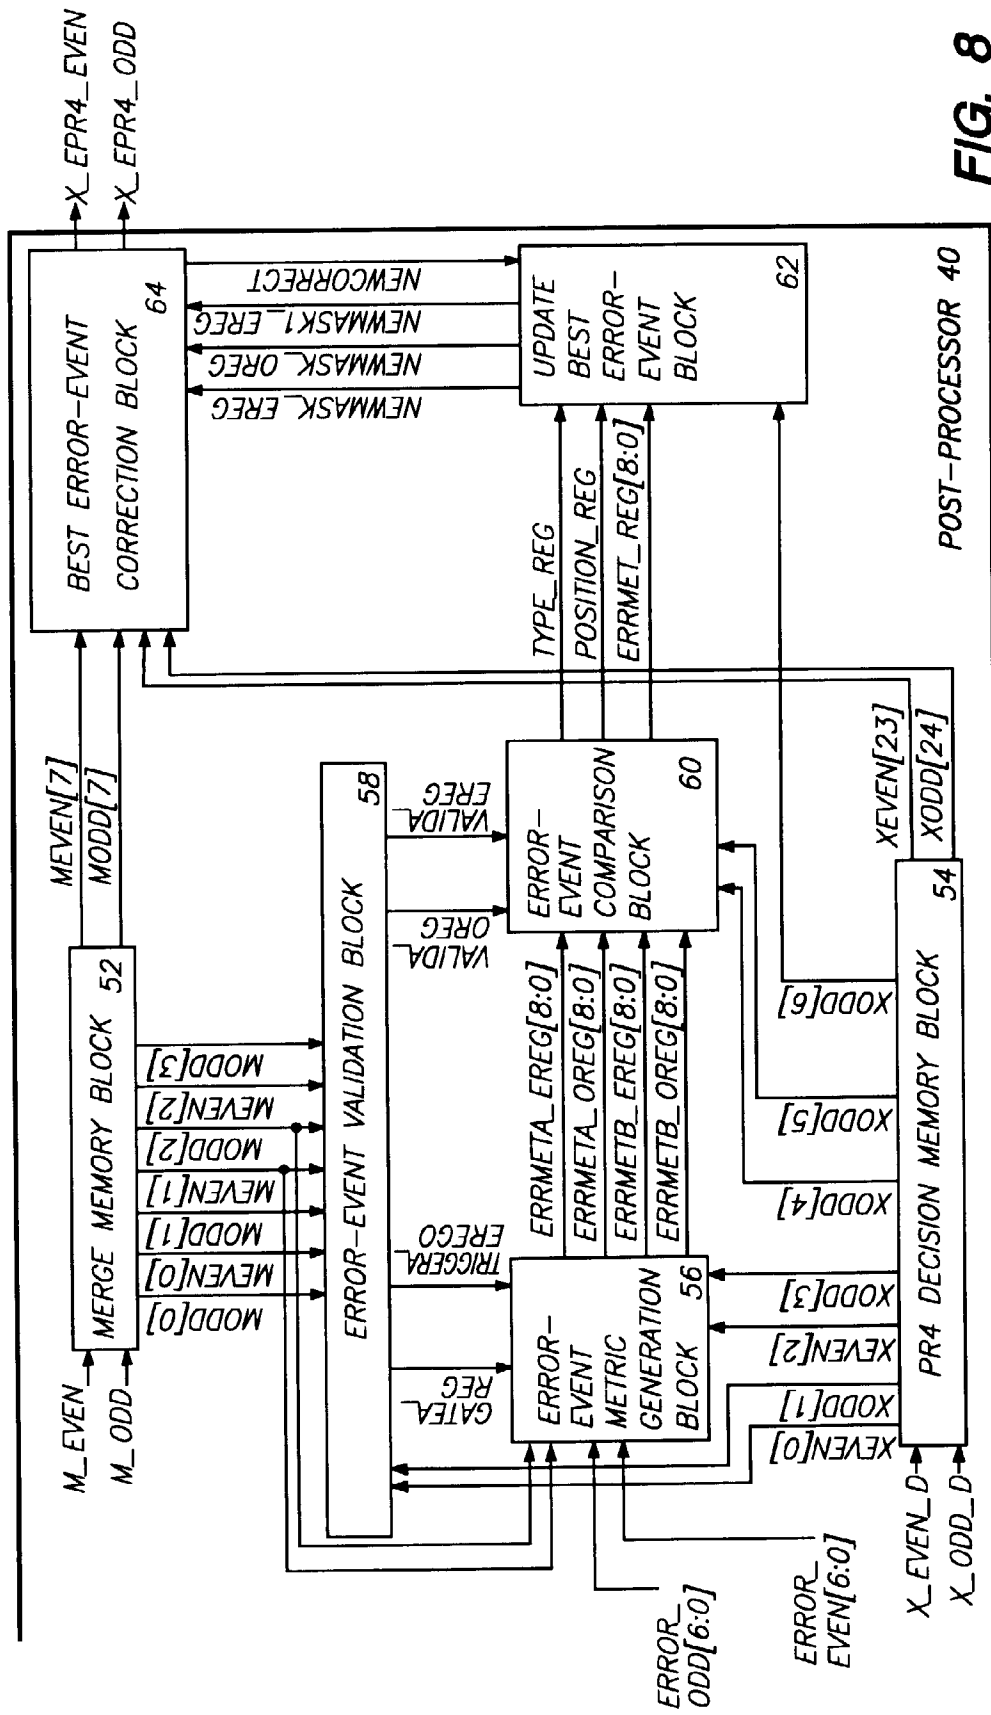 M_EVEN
M_ODD
MERGE MEMORY BLOCK
52
MEVEN[7]
MODD[7]
BEST ERROR-EVENT
CORRECTION BLOCK
64
X_EPR4_EVEN
X_EPR4_ODD
MODD[0]
MEVEN[0]
MODD[1]
MEVEN[1]
MODD[2]
MEVEN[2]
MODD[3]
ERROR-EVENT VALIDATION BLOCK
58
NEWMASK_EREG
NEWMASK_OREG
NEWMASK1_EREG
NEWCORRECT
GATEA_
REG
TRIGGERA_
EREGO
VALIDA_
OREG
VALIDA_
EREG
ERROR-
EVENT
METRIC
GENERATION
BLOCK
56
ERRMETA_EREG[8:0]
ERRMETA_OREG[8:0]
ERRMETB_EREG[8:0]
ERRMETB_OREG[8:0]
ERROR-
EVENT
COMPARISON
BLOCK
60
TYPE_REG
POSITION_REG
ERRMET_REG[8:0]
UPDATE
BEST
ERROR-
EVENT
BLOCK
62
ERROR_
ODD[6:0]
ERROR_
EVEN[6:0]
XEVEN[0]
XODD[1]
XEVEN[2]
XODD[3]
XODD[4]
XODD[5]
XODD[6]
XEVEN[23]
XODD[24]
X_EVEN_D
X_ODD_D
PR4 DECISION MEMORY BLOCK
54
POST-PROCESSOR 40
FIG. 8